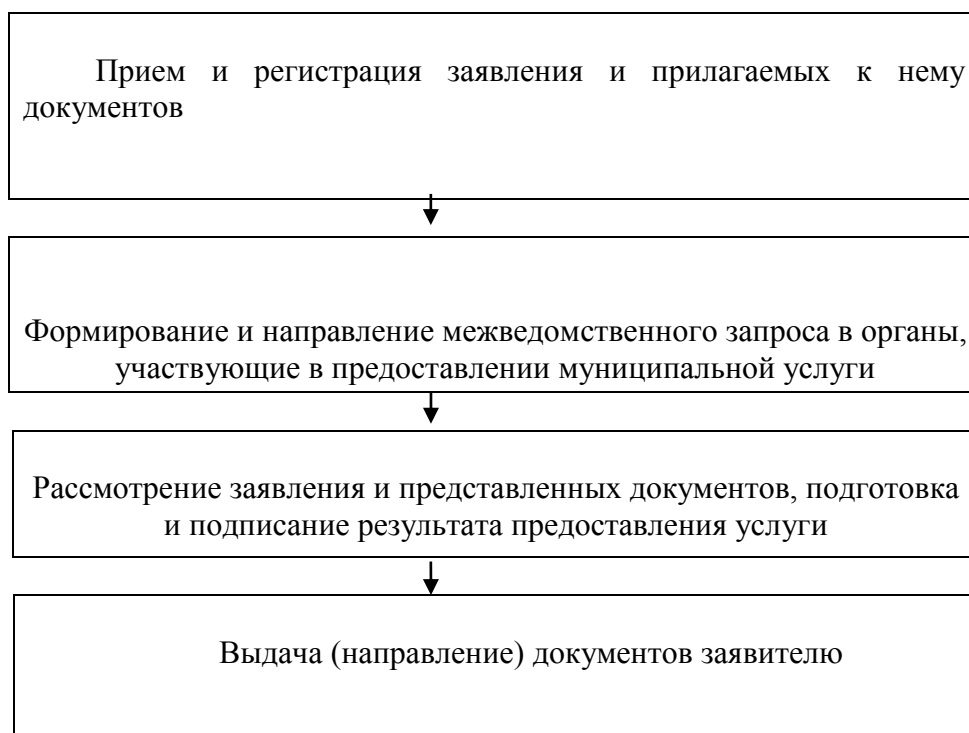 Прием и регистрация заявления и прилагаемых к нему
документов
Формирование и направление межведомственного запроса в органы,
участвующие в предоставлении муниципальной услуги
Рассмотрение заявления и представленных документов, подготовка
и подписание результата предоставления услуги
Выдача (направление) документов заявителю